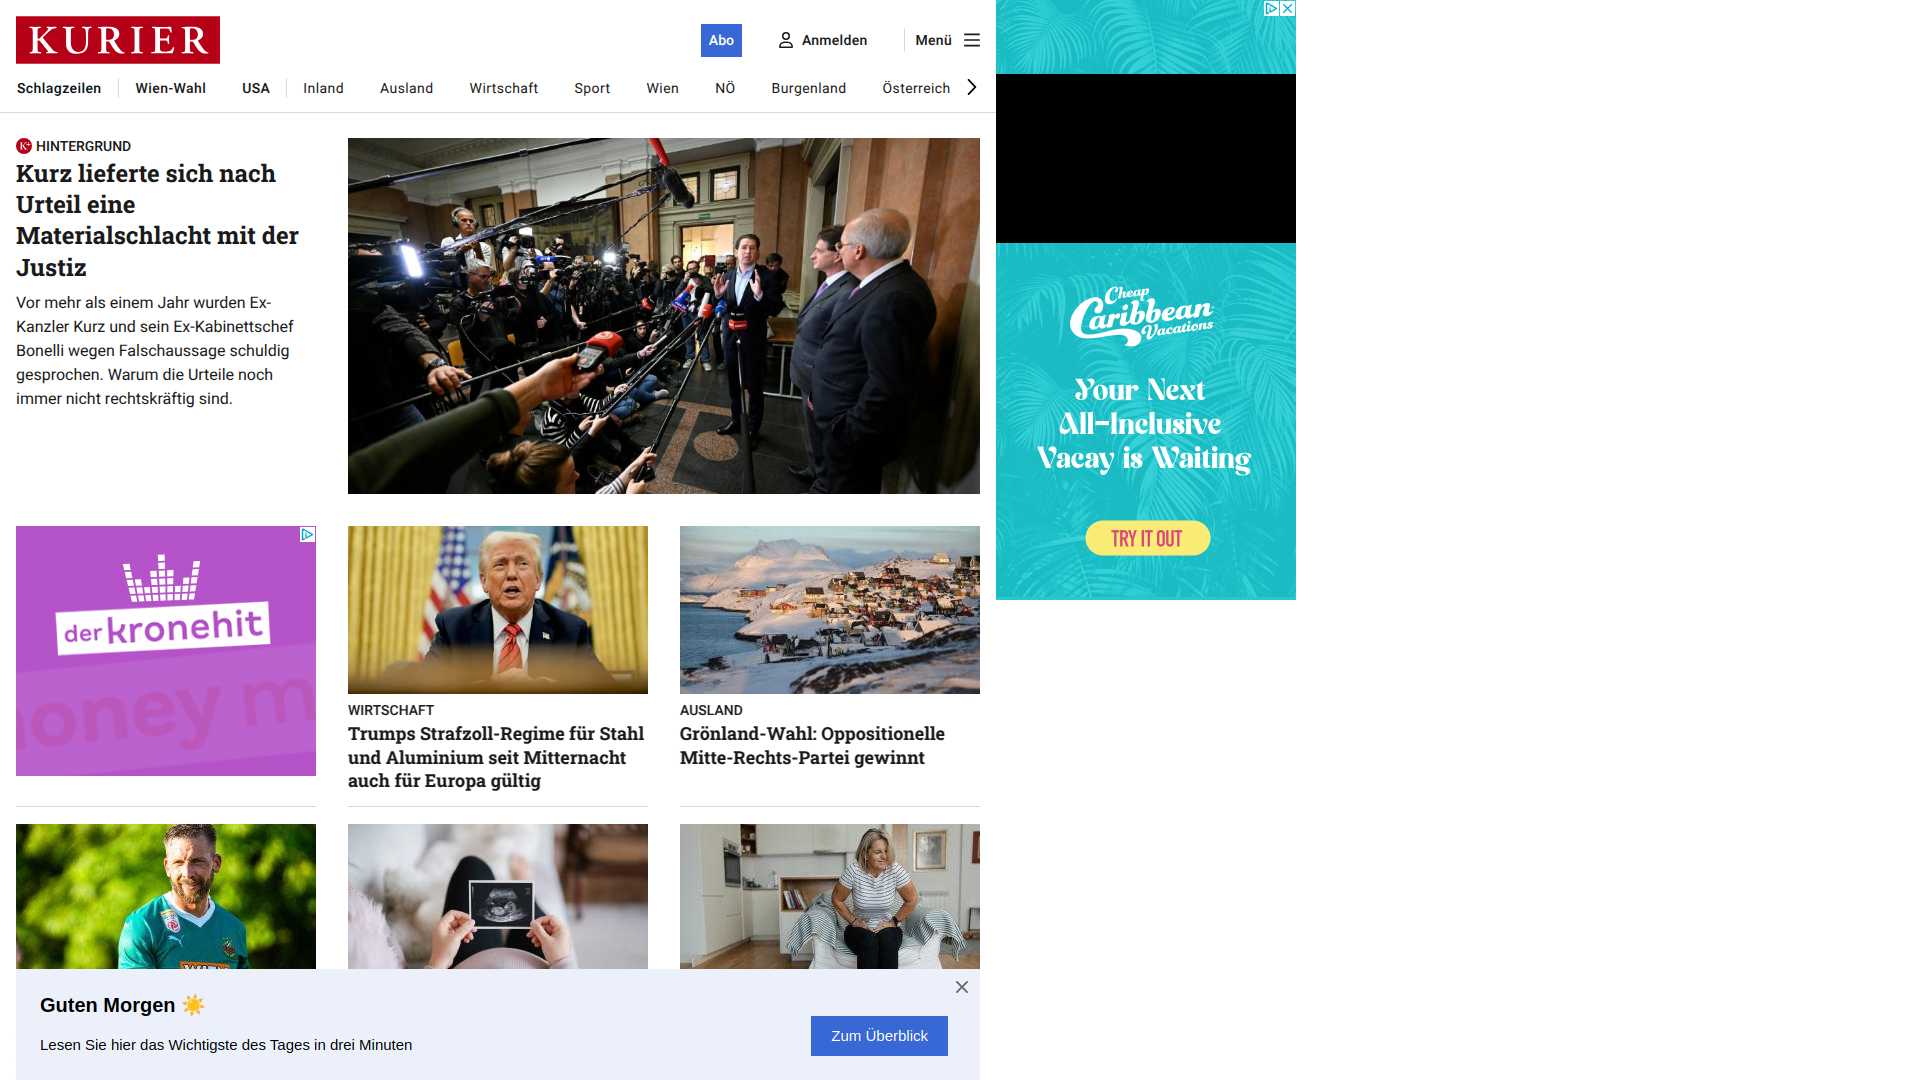 KURIER
Abo
Anmelden
Menü
Schlagzeilen
Wien-Wahl
USA
Inland
Ausland
Wirtschaft
Sport
Wien
NÖ
Burgenland
Österreich
HINTERGRUND
Kurz lieferte sich nach
Urteil eine
Materialschlacht mit der
Justiz
Vor mehr als einem Jahr wurden Ex-
Kanzler Kurz und sein Ex-Kabinettschef
Bonelli wegen Falschaussage schuldig
gesprochen. Warum die Urteile noch
immer nicht rechtskräftig sind.
Cheap
Caribbean
Vacations
Your Next
All-Inclusive
Vacay is Waiting
TRY IT OUT
der kronehit
money m
WIRTSCHAFT
Trumps Strafzoll-Regime für Stahl
und Aluminium seit Mitternacht
auch für Europa gültig
AUSLAND
Grönland-Wahl: Oppositionelle
Mitte-Rechts-Partei gewinnt
Guten Morgen ☀️
Lesen Sie hier das Wichtigste des Tages in drei Minuten
Zum Überblick